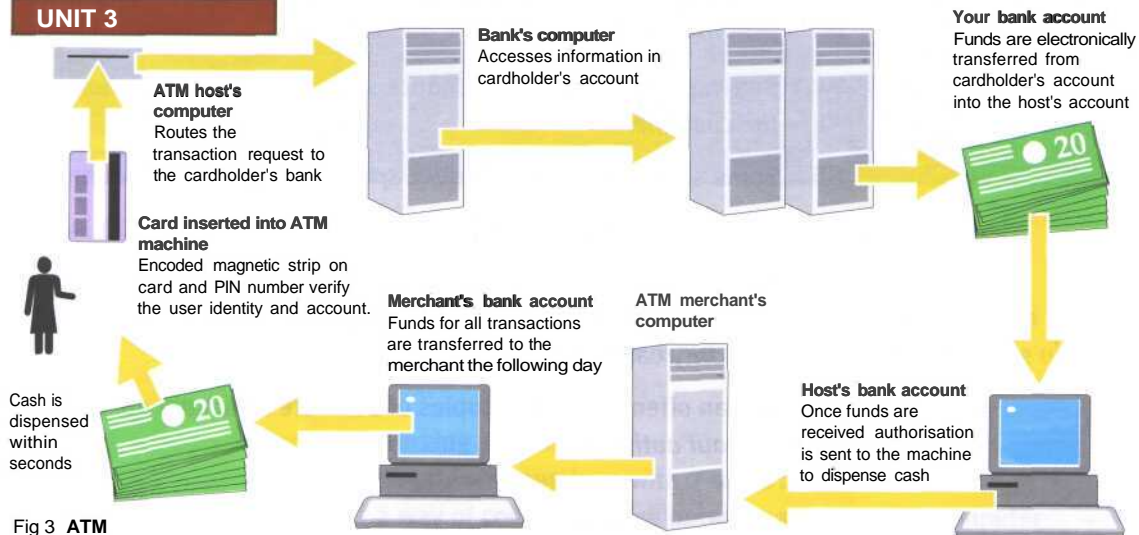 UNIT 3
ATM host's
computer
Routes the
transaction request to
the cardholder's bank
Bank's computer
Accesses information in
cardholder's account
Your bank account
Funds are electronically
transferred from
cardholder's account
into the host's account
20
Card inserted into ATM
machine
Encoded magnetic strip on
card and PIN number verify
the user identity and account.
Merchant's bank account
Funds for all transactions
are transferred to the
merchant the following day
ATM merchant's
computer
Host's bank account
Once funds are
received authorisation
is sent to the machine
to dispense cash
Cash is
dispensed
within
seconds
20
Fig 3 ATM